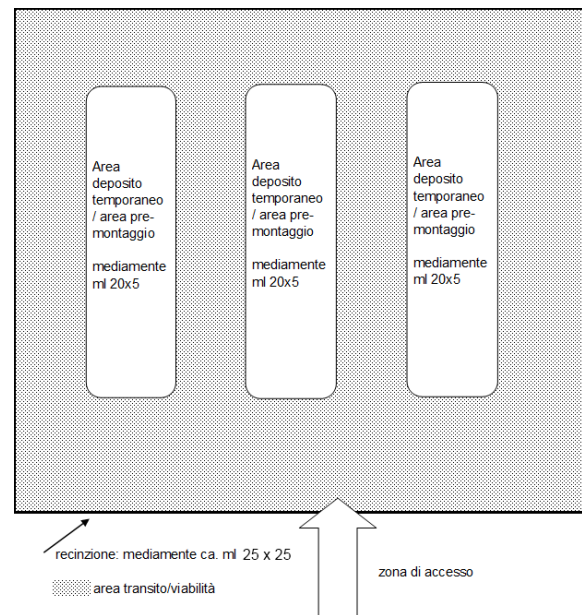 Area
deposito
temporaneo
/ area pre-
montaggio
mediamente
ml 20x5
Area
deposito
temporaneo
/ area pre-
montaggio
mediamente
ml 20x5
Area
deposito
temporaneo
/ area pre-
montaggio
mediamente
ml 20x5
recinzione: mediamente ca. ml 25 x 25
zona di accesso
area transito/viabilità